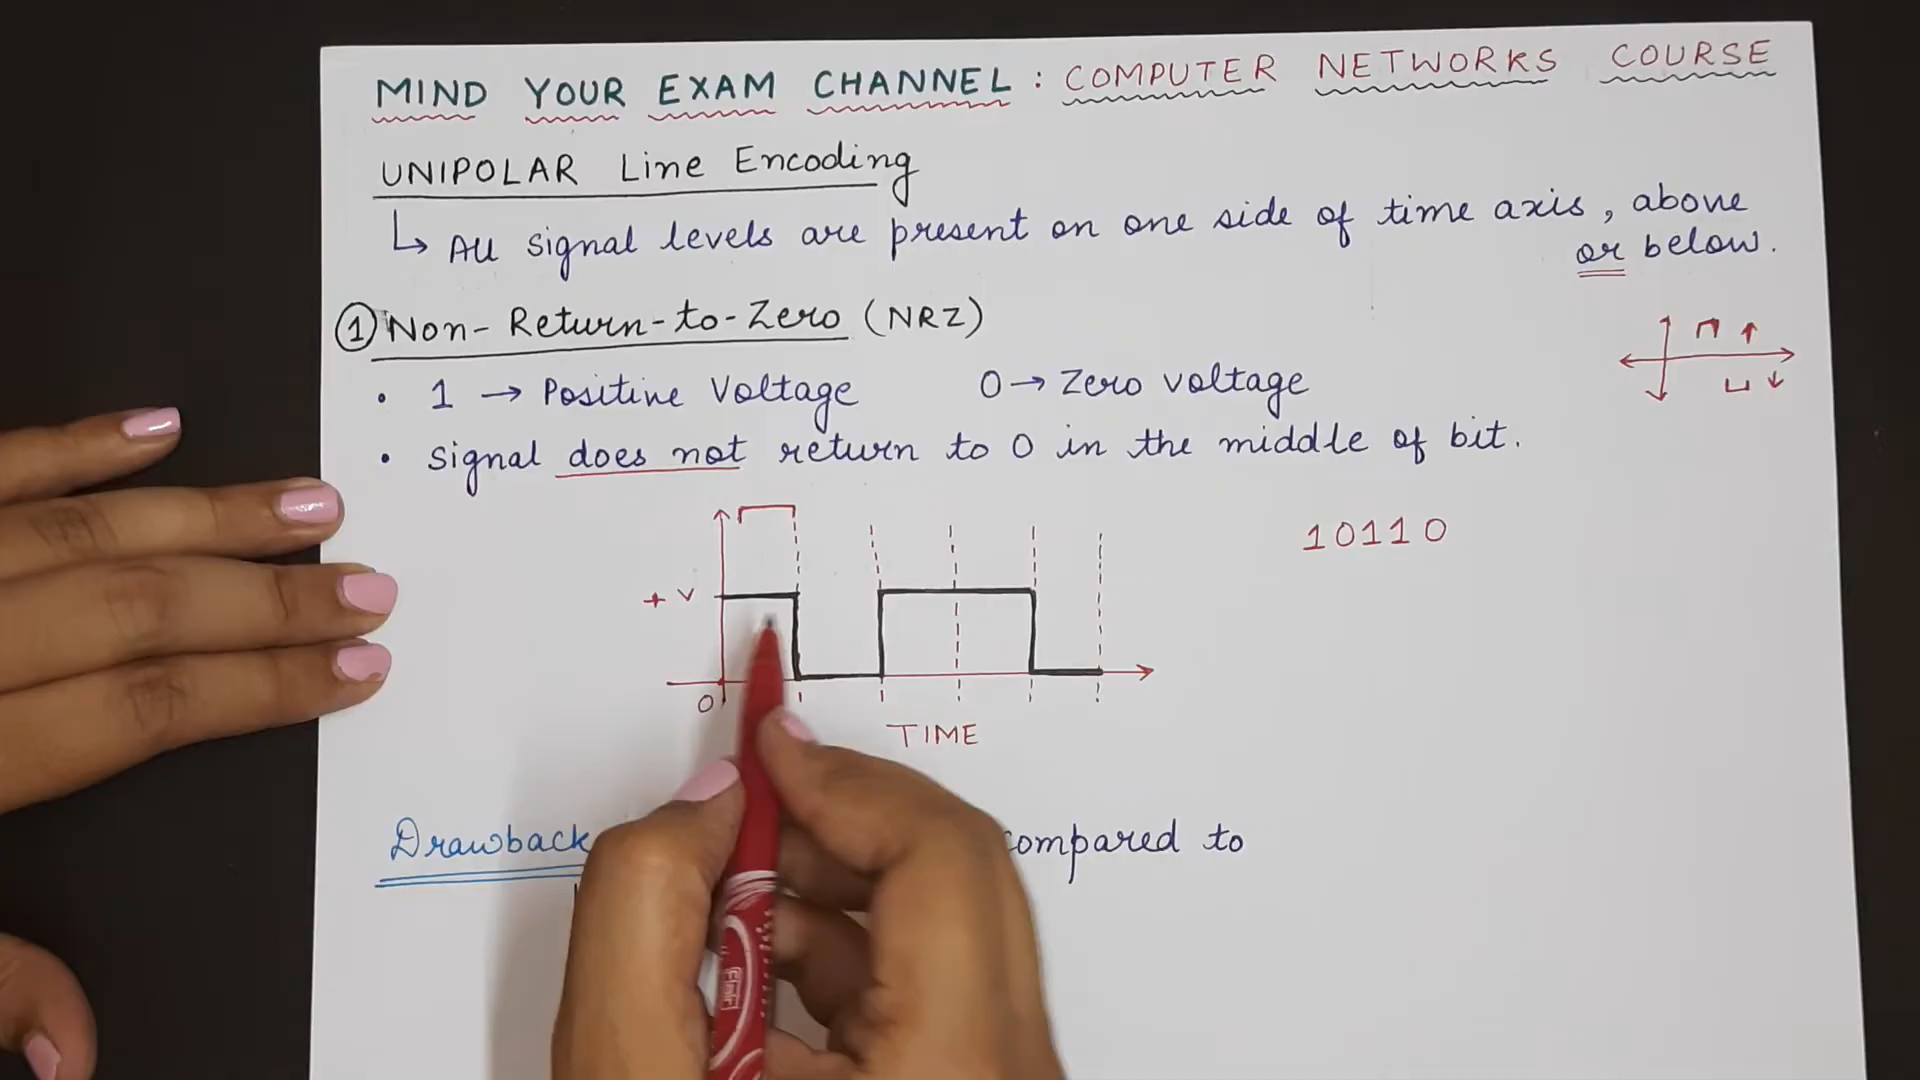 MIND YOUR EXAM CHANNEL : COMPUTER NETWORKS COURSE
UNIPOLAR Line Encoding
↳ All signal levels are present on one side of time axis, above
or below.
① Non-Return-to-Zero (NRZ)
• 1 → Positive Voltage 0 → Zero voltage
• Signal does not return to 0 in the middle of bit.
10110
+ V
0
TIME
Drawback compared to